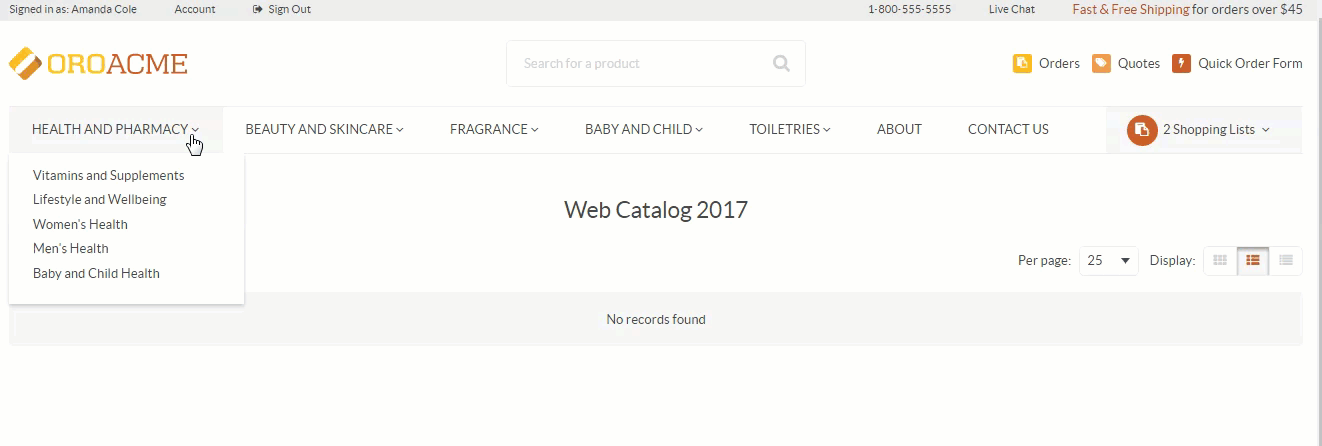 Signed in as: Amanda Cole Account Sign Out 1-800-555-5555 Live Chat Fast & Free Shipping for orders over $45
OROACME Search for a product Orders Quotes Quick Order Form
HEALTH AND PHARMACY BEAUTY AND SKINCARE FRAGRANCE BABY AND CHILD TOILETRIES ABOUT CONTACT US 2 Shopping Lists
Vitamins and Supplements
Lifestyle and Wellbeing
Women's Health
Men's Health
Baby and Child Health
Web Catalog 2017
Per page: 25 Display:
No records found